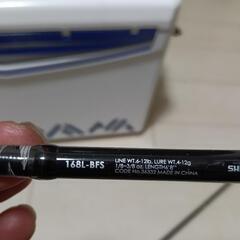 168L-BFS
LINE WT. 6-12lb. LURE WT. 4-12g
1/8-3/8 oz. LENGTH/6'8"
CODE No. 36332 MADE IN CHINA
SH